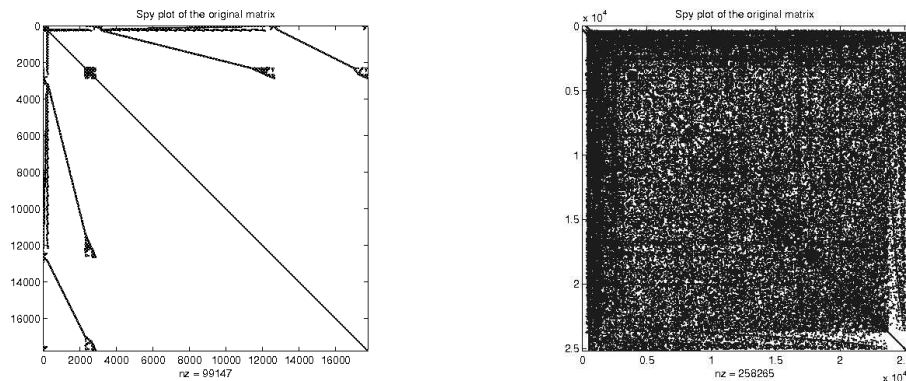 Spy plot of the original matrix
0
2000
4000
6000
8000
10000
12000
14000
16000
0 2000 4000 6000 8000 10000 12000 14000 16000
nz = 99147
x 10^4
Spy plot of the original matrix
0
0.5
1
1.5
2
2.5
0 0.5 1 1.5 2 2.5
nz = 258265
x 10^4